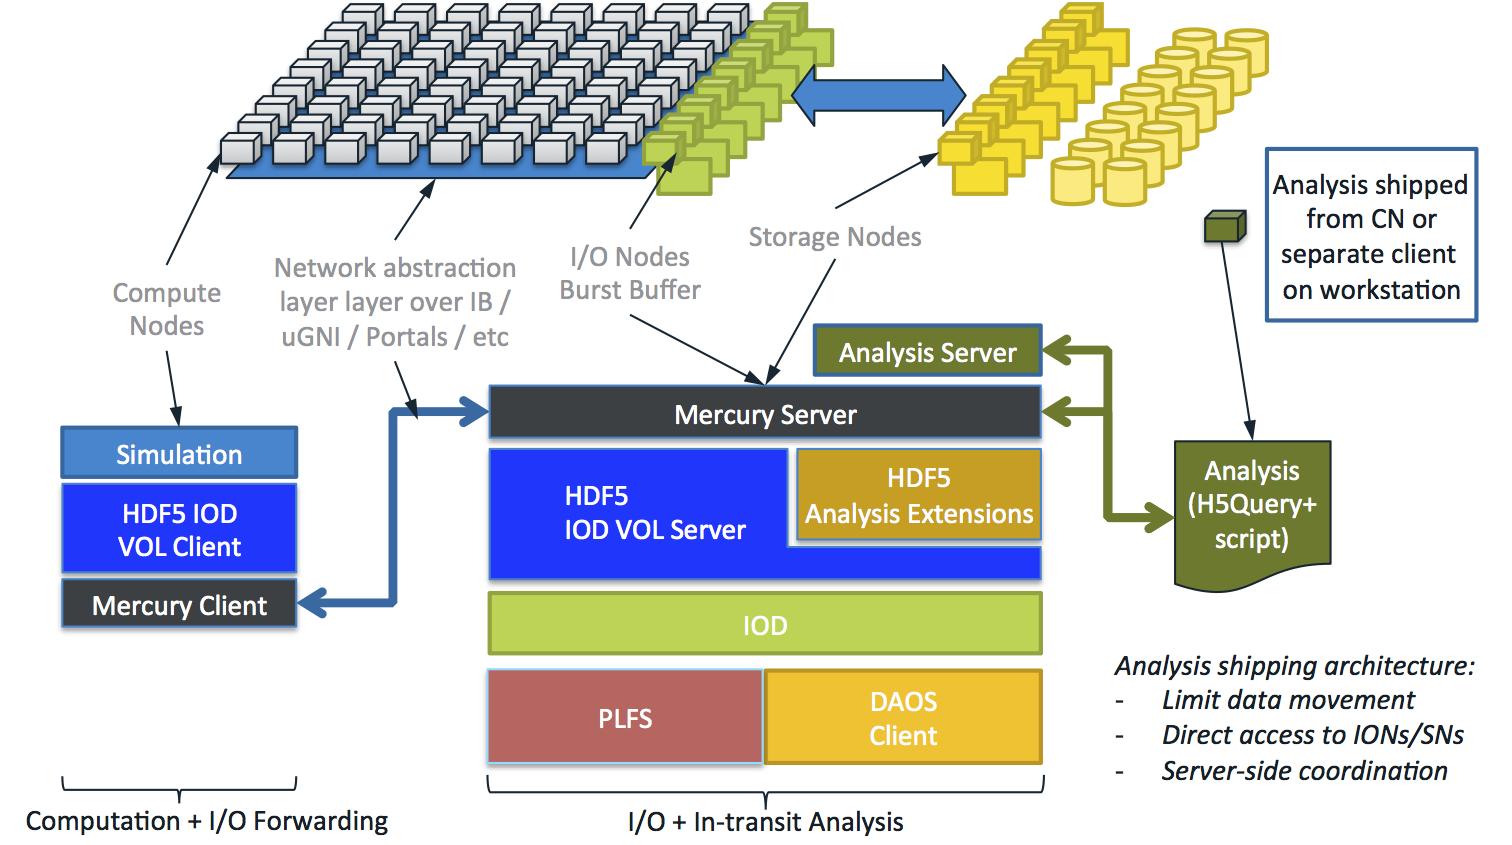 Compute
Nodes
Network abstraction
layer layer over IB /
uGNI / Portals / etc
I/O Nodes
Burst Buffer
Storage Nodes
Analysis shipped
from CN or
separate client
on workstation
Simulation
HDF5 IOD
VOL Client
Mercury Client
Analysis Server
Mercury Server
HDF5
IOD VOL Server
HDF5
Analysis Extensions
IOD
PLFS
DAOS
Client
Analysis
(H5Query+
script)
Analysis shipping architecture:
- Limit data movement
- Direct access to IONs/SNs
- Server-side coordination
Computation + I/O Forwarding
I/O + In-transit Analysis